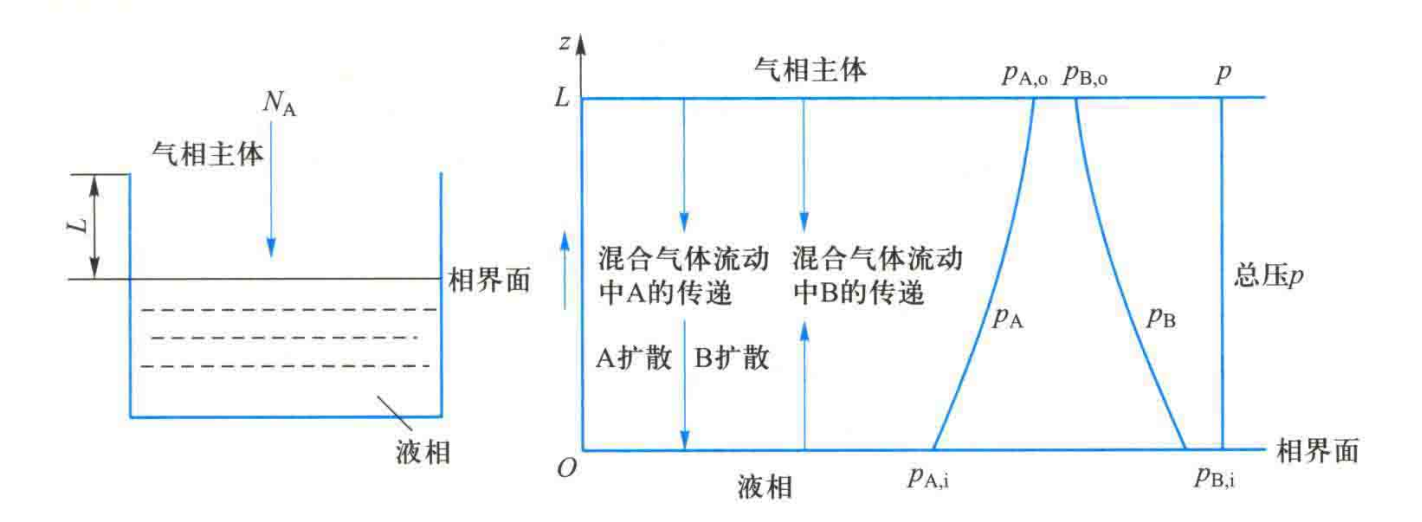 N_A
气相主体
L
相界面
液相
z
气相主体
p_A,o
p_B,o
p
L
混合气体流动
中A的传递
混合气体流动
中B的传递
总压p
p_A
p_B
A扩散
B扩散
O
液相
p_A,i
p_B,i
相界面